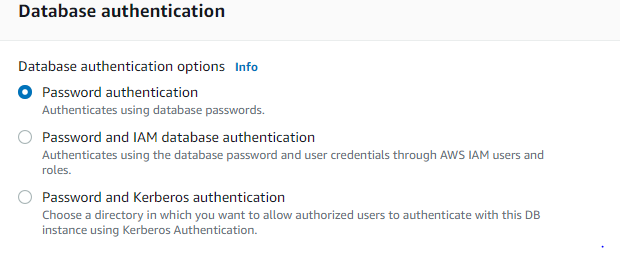 Database authentication
Database authentication options Info
Password authentication
Authenticates using database passwords.
Password and IAM database authentication
Authenticates using the database password and user credentials through AWS IAM users and
roles.
Password and Kerberos authentication
Choose a directory in which you want to allow authorized users to authenticate with this DB
instance using Kerberos Authentication.